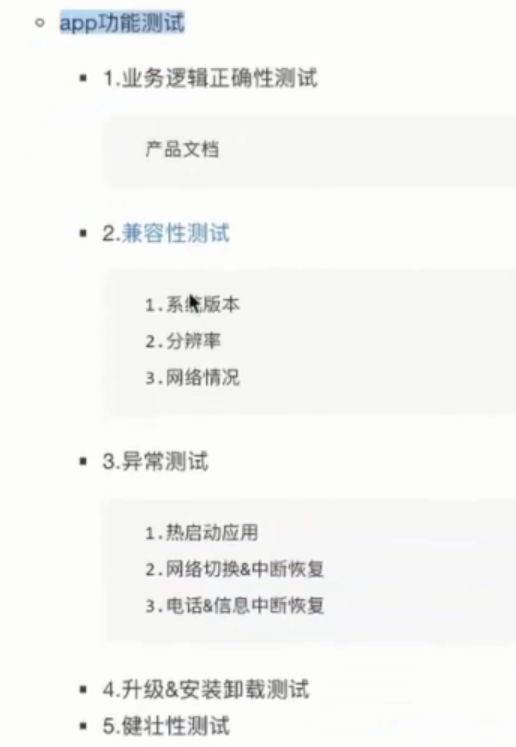 app功能测试
1.业务逻辑正确性测试
产品文档
2.兼容性测试
1.系统版本
2.分辨率
3.网络情况
3.异常测试
1.热启动应用
2.网络切换&中断恢复
3.电话&信息中断恢复
4.升级&安装卸载测试
5.健壮性测试